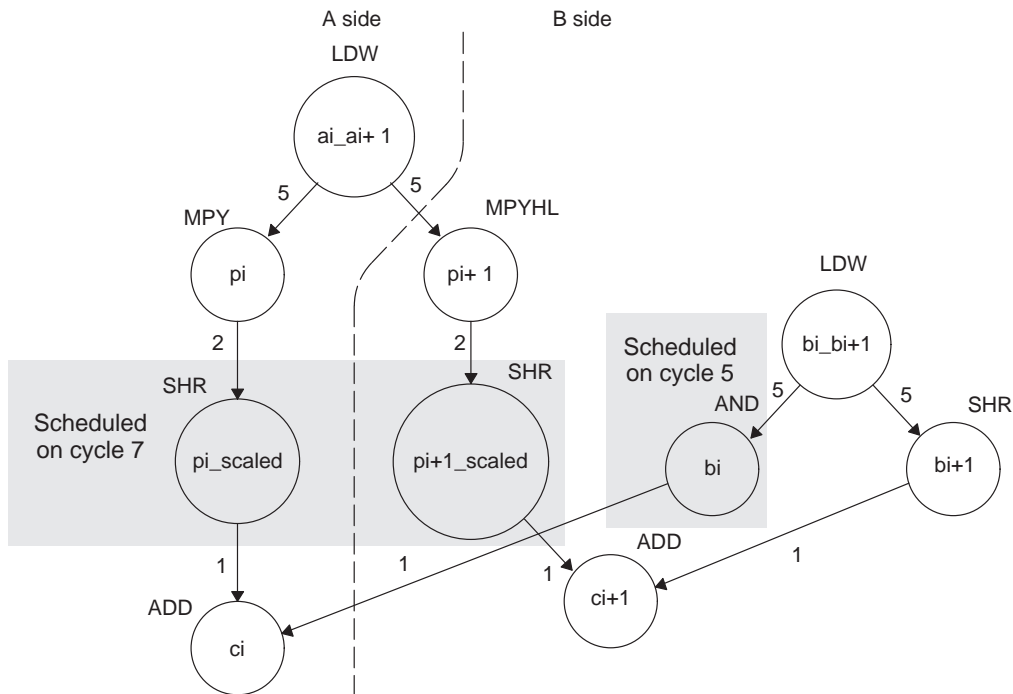 A side
B side
LDW
ai_ai+ 1
5
5
MPY
MPYHL
pi
pi+ 1
LDW
2
2
Scheduled
on cycle 5
bi_bi+1
SHR
SHR
AND
5
5
SHR
Scheduled
on cycle 7
pi_scaled
pi+1_scaled
bi
bi+1
1
1
1
ADD
1
ADD
ci
ci+1